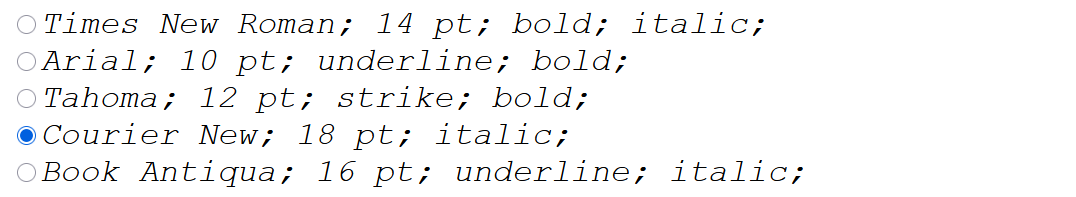 Times New Roman; 14 pt; bold; italic;
Arial; 10 pt; underline; bold;
Tahoma; 12 pt; strike; bold;
Courier New; 18 pt; italic;
Book Antiqua; 16 pt; underline; italic;